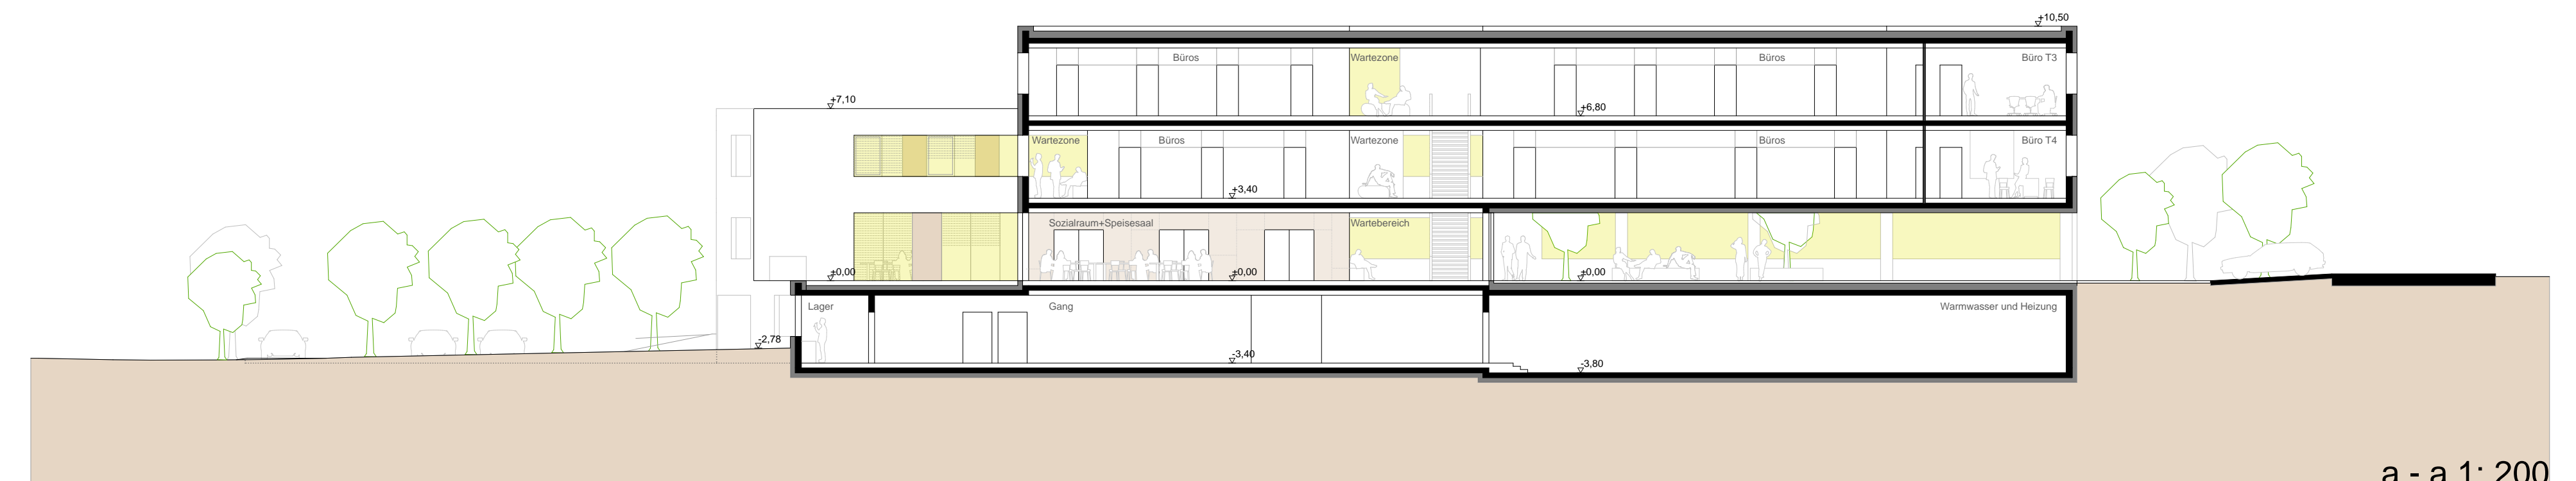 +10,50
Büros
Wartezone
Büros
Büro T3
+7,10
+6,80
Wartezone
Büros
Wartezone
Büros
Büro T4
+3,40
Sozialraum+Speisesaal
Wartebereich
+0,00
+0,00
+0,00
Lager
Gang
Warmwasser und Heizung
-2,78
-3,40
-3,80
a - a 1: 200